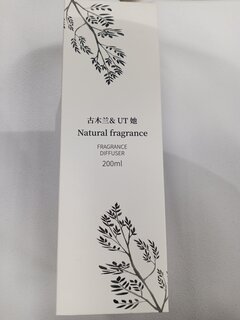 古木兰& UT 她
Natural fragrance
FRAGRANCE
DIFFUSER
200ml